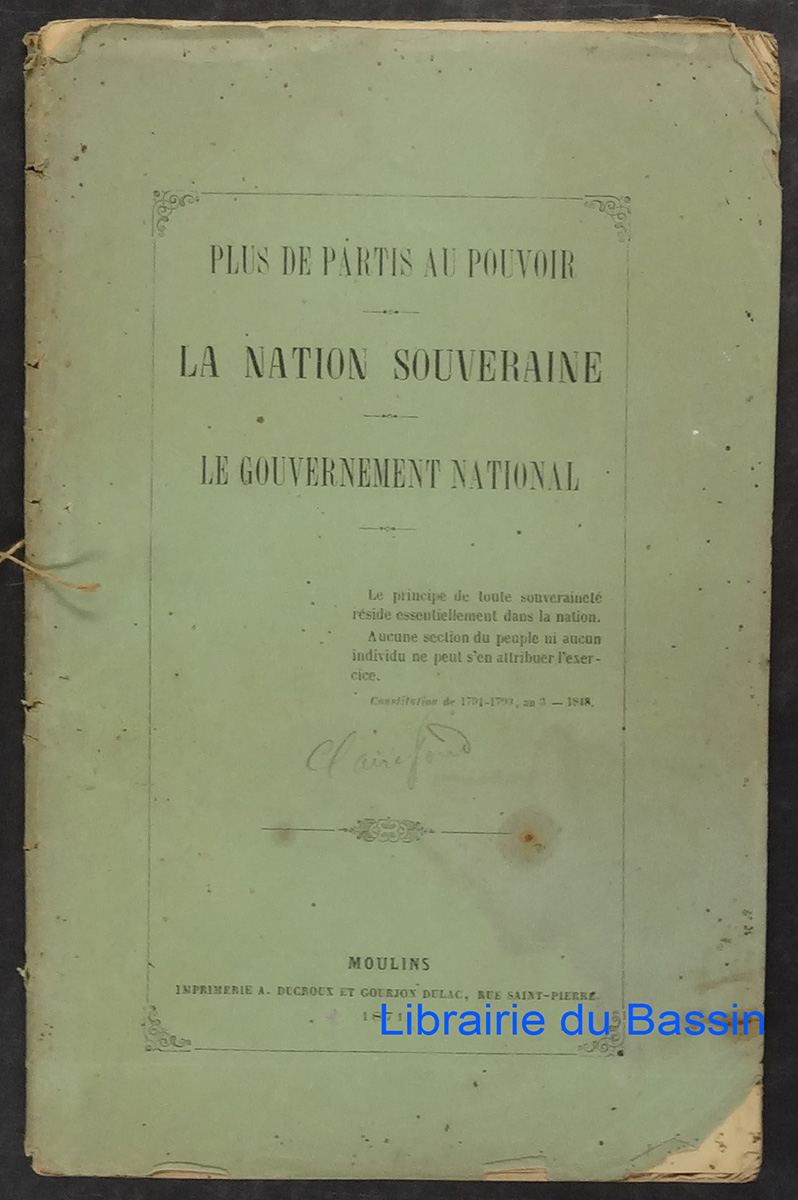 PLUS DE PARTIS AU POUVOIR
LA NATION SOUVERAINE
LE GOUVERNEMENT NATIONAL
Le principe de toute souveraineté
réside essentiellement dans la nation.
Aucune section du peuple ni aucun
individu ne peut s'en attribuer l'exer-
cice.
Constitution de 1791-1793, an 3 — 1848.
MOULINS
IMPRIMERIE A. DUCROUX ET GOURJON DULAC, RUE SAINT-PIERRE.
1871
Librairie du Bassin